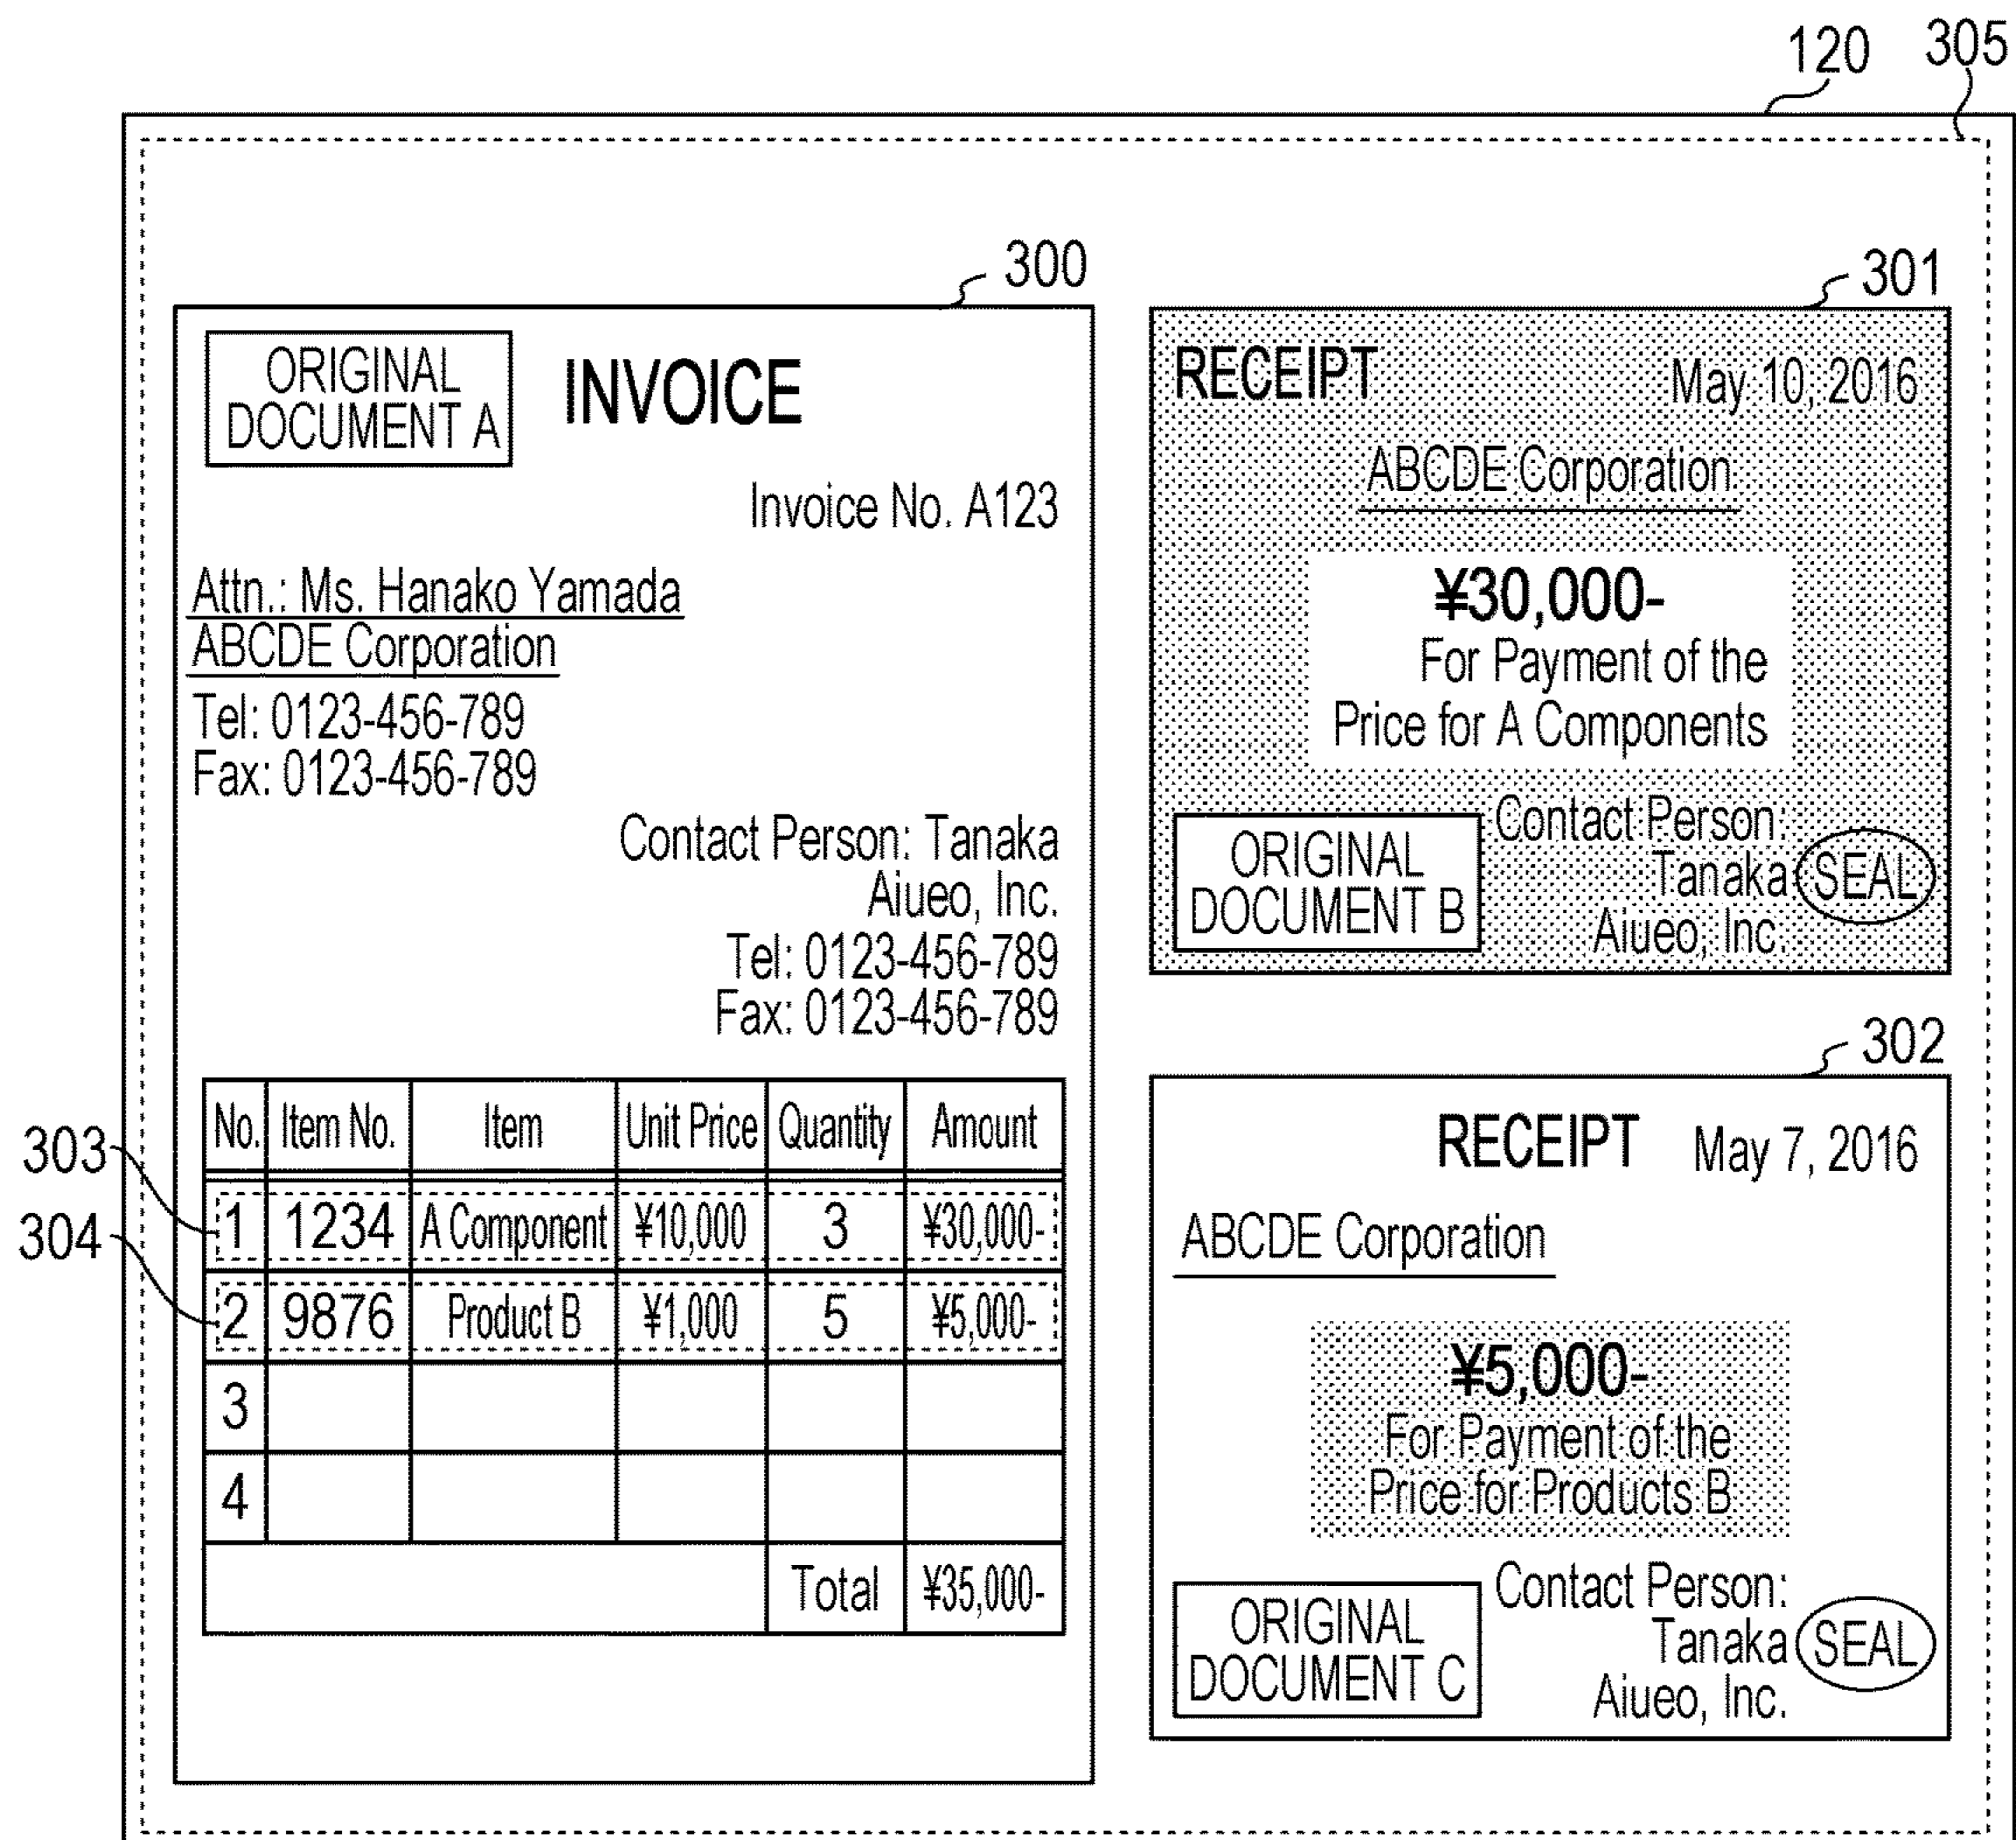 120 305
300
ORIGINAL
DOCUMENT A
INVOICE
Invoice No. A123
Attn.: Ms. Hanako Yamada
ABCDE Corporation
Tel: 0123-456-789
Fax: 0123-456-789
Contact Person: Tanaka
Aiueo, Inc.
Tel: 0123-456-789
Fax: 0123-456-789
No. Item No. Item Unit Price Quantity Amount
303
1 1234 A Component ¥10,000 3 ¥30,000-
304
2 9876 Product B ¥1,000 5 ¥5,000-
3
4
Total ¥35,000-
301
RECEIPT May 10, 2016
ABCDE Corporation
¥30,000-
For Payment of the
Price for A Components
ORIGINAL
DOCUMENT B
Contact Person:
Tanaka SEAL
Aiueo, Inc.
302
RECEIPT May 7, 2016
ABCDE Corporation
¥5,000-
For Payment of the
Price for Products B
ORIGINAL
DOCUMENT C
Contact Person:
Tanaka SEAL
Aiueo, Inc.